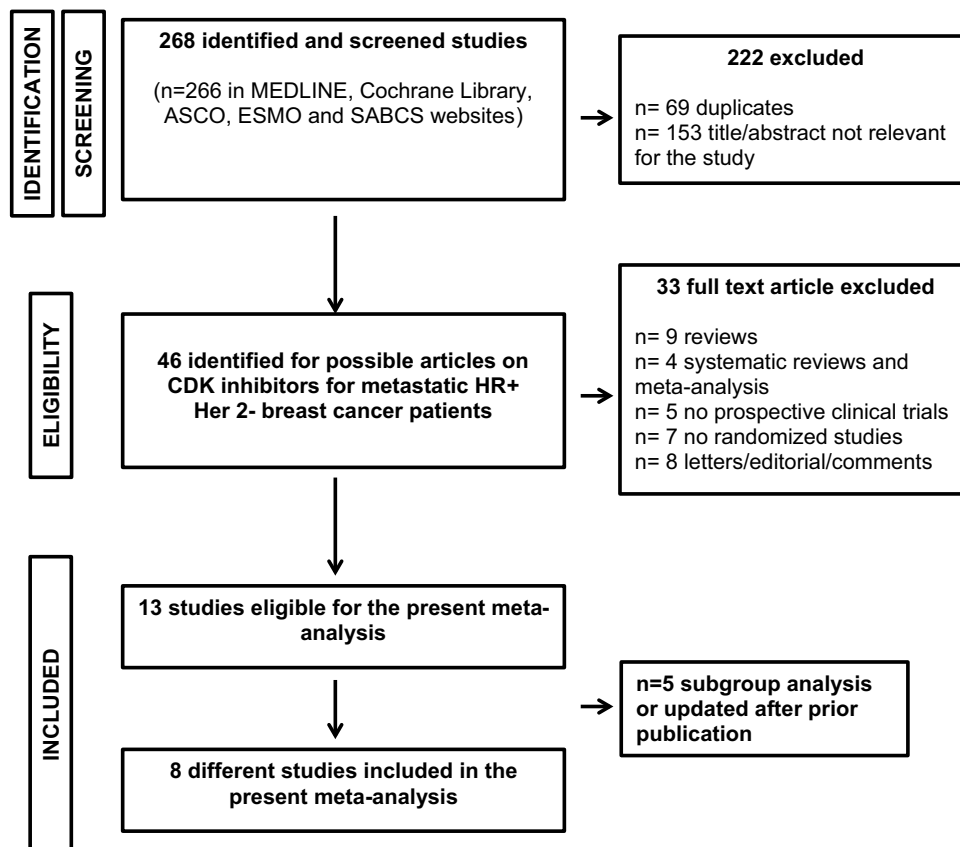 IDENTIFICATION
SCREENING
268 identified and screened studies
(n=266 in MEDLINE, Cochrane Library,
ASCO, ESMO and SABCS websites)
222 excluded
n= 69 duplicates
n= 153 title/abstract not relevant
for the study
ELIGIBILITY
46 identified for possible articles on
CDK inhibitors for metastatic HR+
Her 2- breast cancer patients
33 full text article excluded
n= 9 reviews
n= 4 systematic reviews and
meta-analysis
n= 5 no prospective clinical trials
n= 7 no randomized studies
n= 8 letters/editorial/comments
INCLUDED
13 studies eligible for the present meta-
analysis
n=5 subgroup analysis
or updated after prior
publication
8 different studies included in the
present meta-analysis